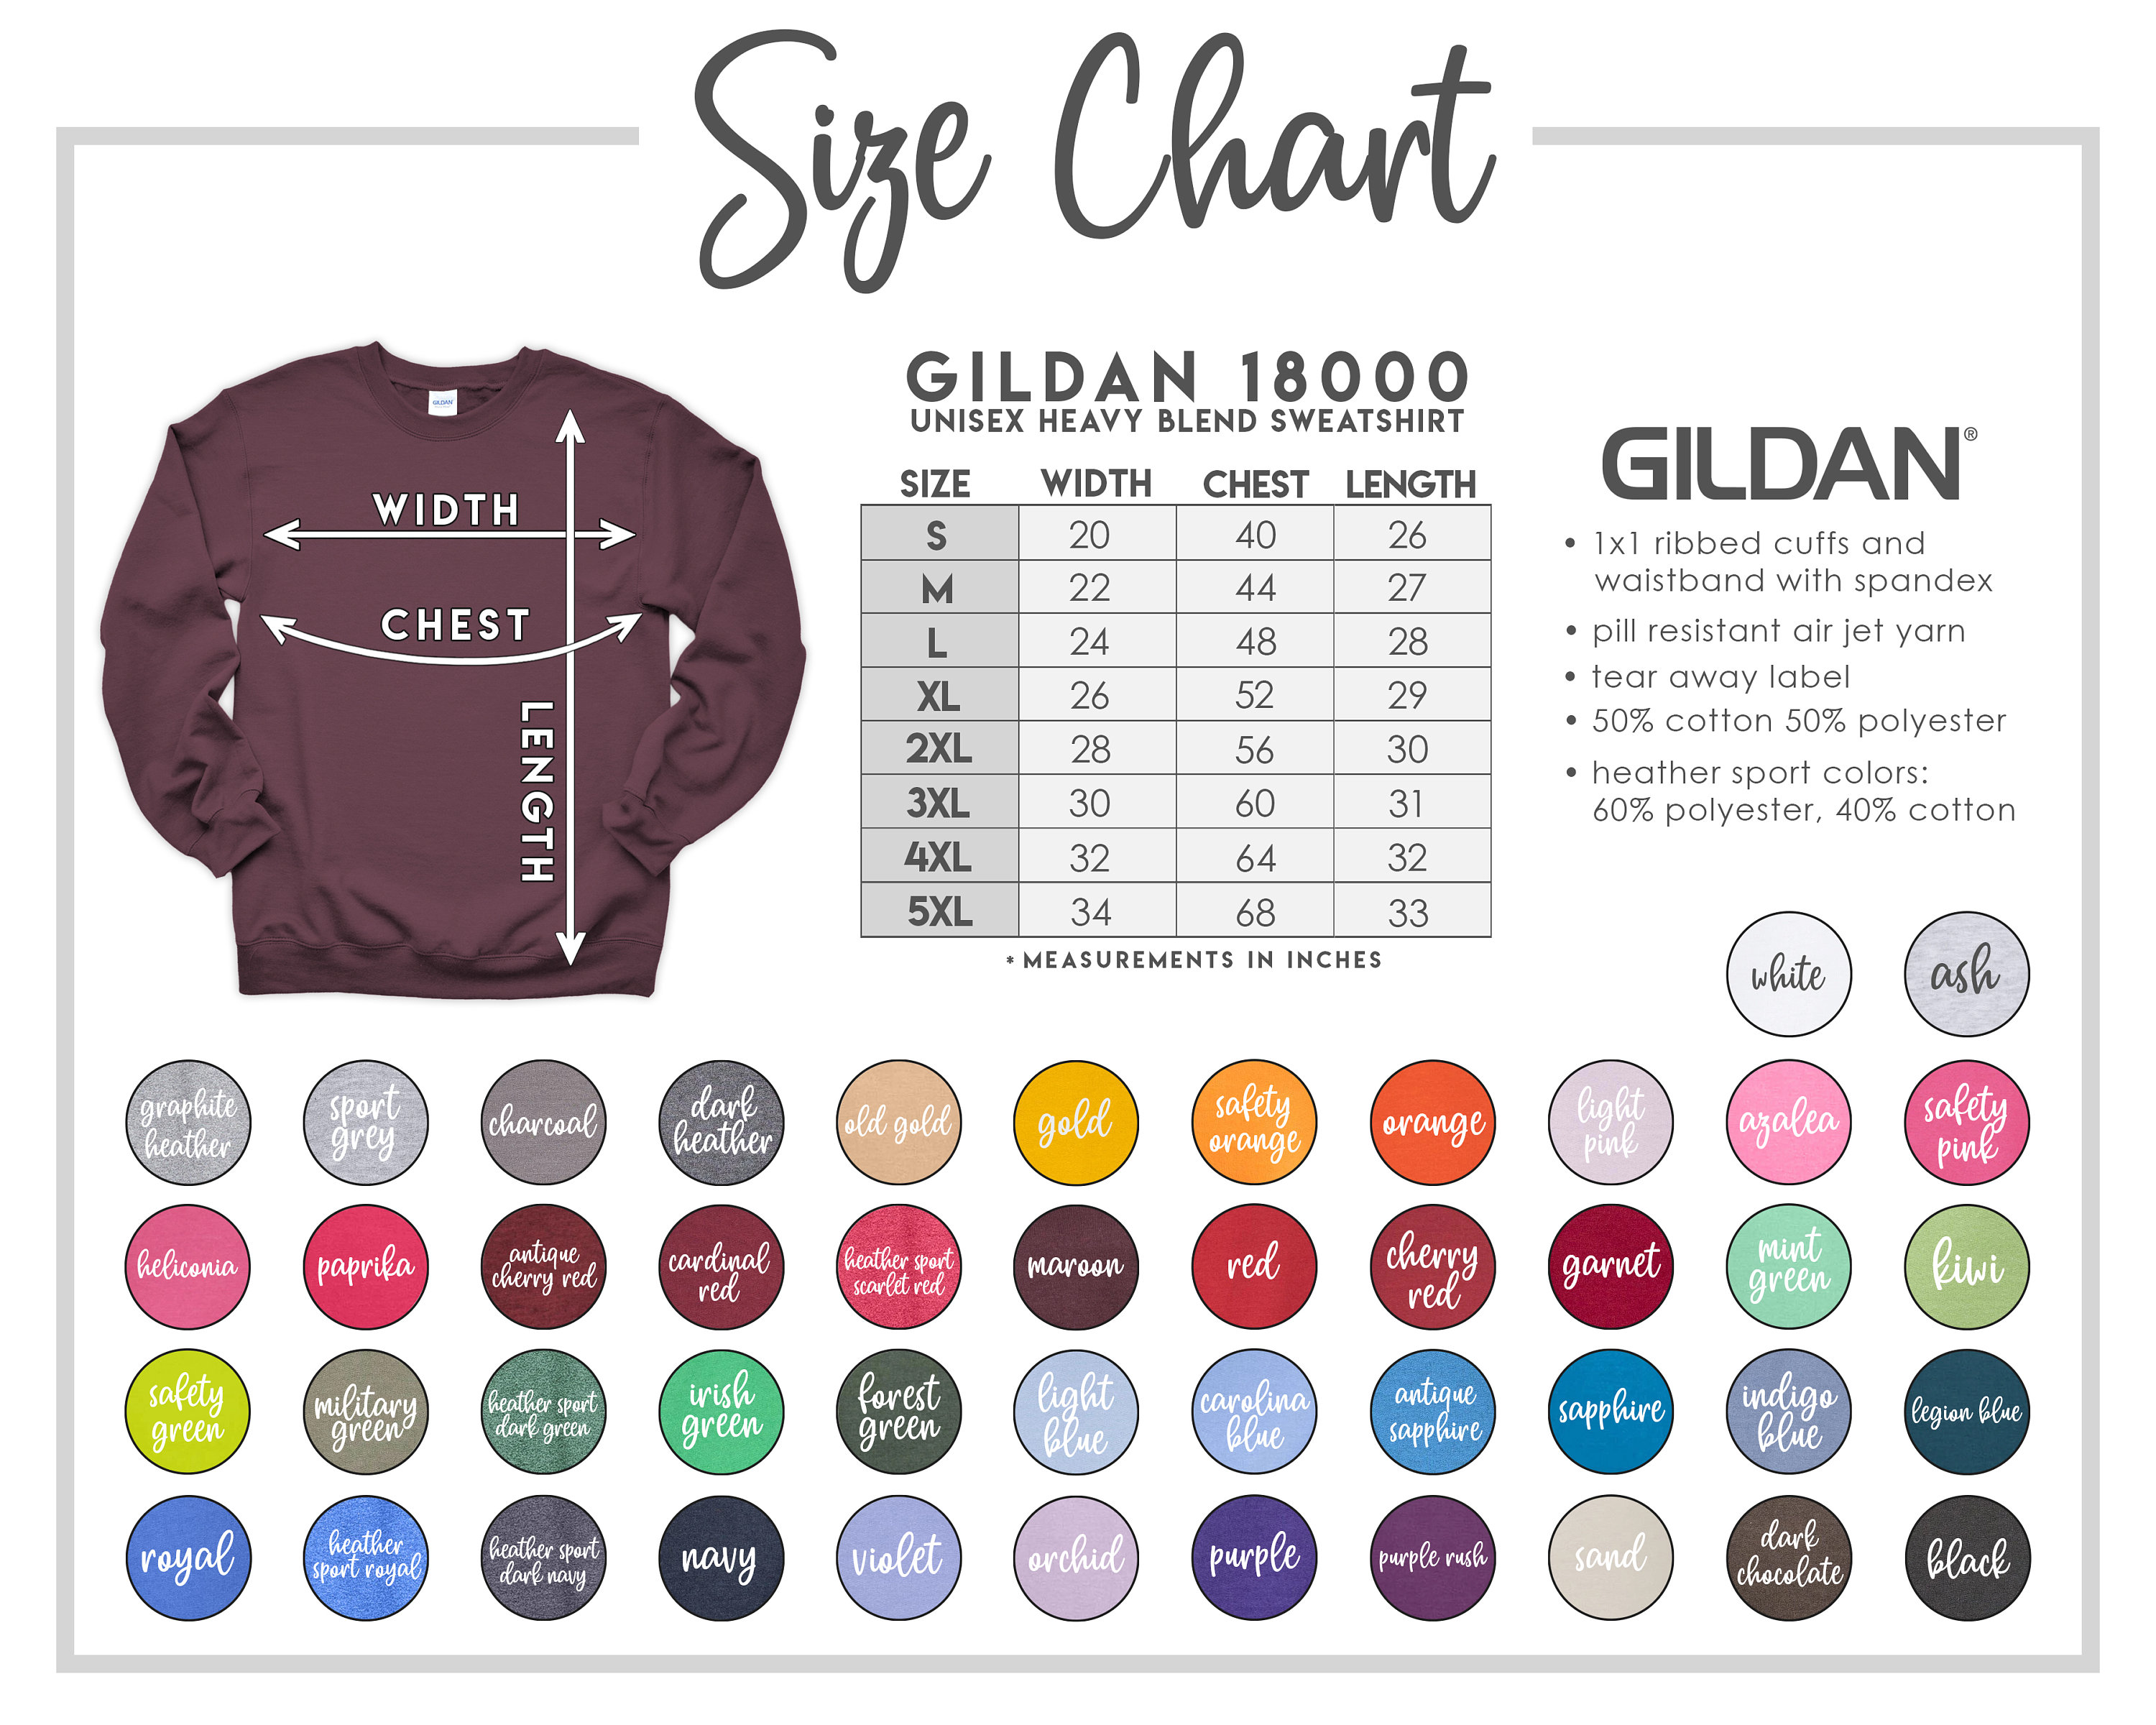 Size Chart
GILDAN
WIDTH
CHEST
LENGTH
GILDAN 18000
UNISEX HEAVY BLEND SWEATSHIRT
SIZE WIDTH CHEST LENGTH
S 20 40 26
M 22 44 27
L 24 48 28
XL 26 52 29
2XL 28 56 30
3XL 30 60 31
4XL 32 64 32
5XL 34 68 33
* MEASUREMENTS IN INCHES
GILDAN®
• 1x1 ribbed cuffs and
waistband with spandex
• pill resistant air jet yarn
• tear away label
• 50% cotton 50% polyester
• heather sport colors:
60% polyester, 40% cotton
white
ash
graphite
heather
sport
grey
charcoal
dark
heather
old gold
gold
safety
orange
orange
light
pink
azalea
safety
pink
heliconia
paprika
antique
cherry red
cardinal
red
heather sport
scarlet red
maroon
red
cherry
red
garnet
mint
green
kiwi
safety
green
military
green
heather sport
dark green
irish
green
forest
green
light
blue
carolina
blue
antique
sapphire
sapphire
indigo
blue
legion blue
royal
heather
sport royal
heather sport
dark navy
navy
violet
orchid
purple
purple rush
sand
dark
chocolate
black